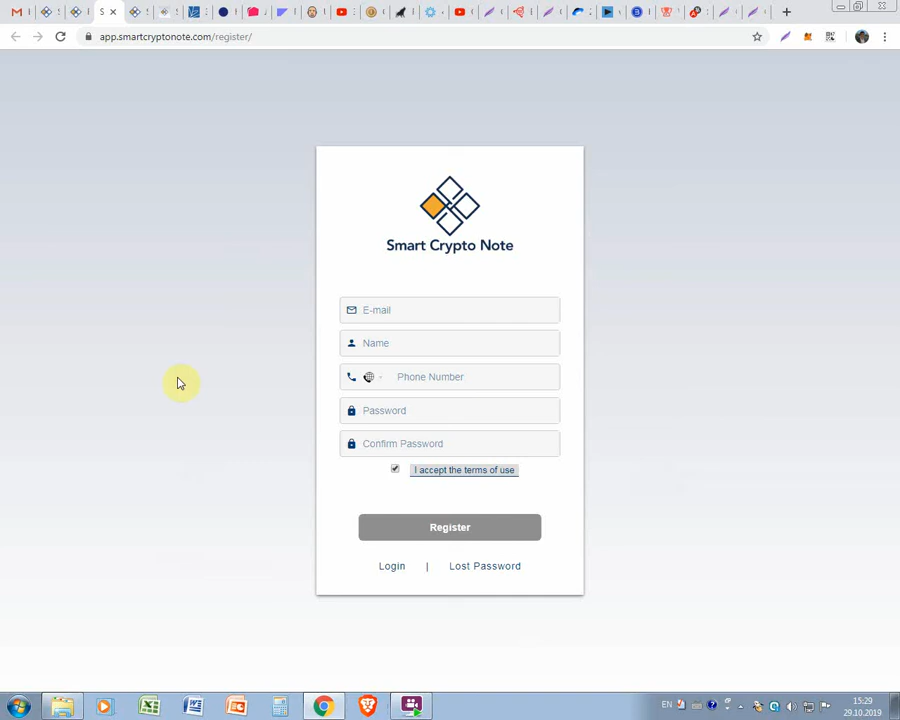 app.smartcryptonote.com/register/
Smart Crypto Note
E-mail
Name
Phone Number
Password
Confirm Password
I accept the terms of use
Register
Login | Lost Password
EN
15:29
29.10.2019